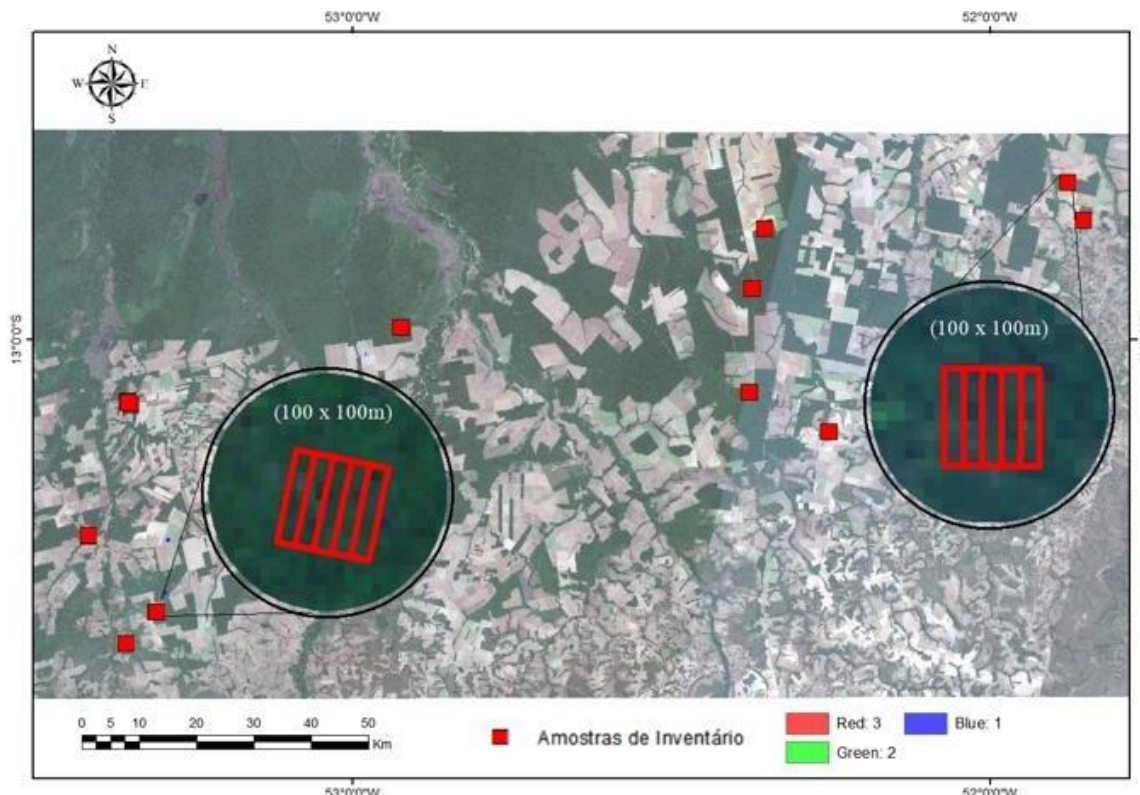 53°0'0"W
52°0'0"W
N
W
E
S
13°0'0"S
(100 x 100m)
(100 x 100m)
0 5 10 20 30 40 50
Km
Amostras de Inventário
Red: 3
Blue: 1
Green: 2
53°0'0"W
52°0'0"W